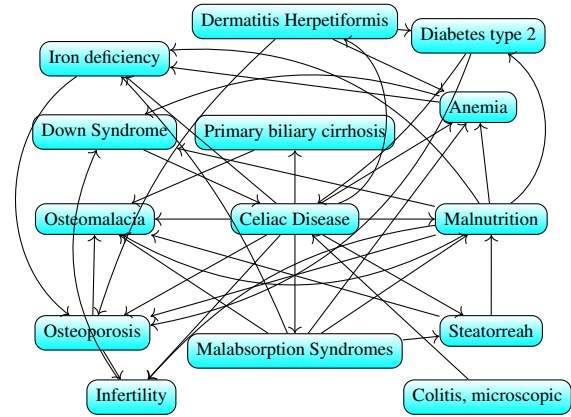 Dermatitis Herpetiformis
Diabetes type 2
Iron deficiency
Anemia
Down Syndrome
Primary biliary cirrhosis
Osteomalacia
Celiac Disease
Malnutrition
Osteoporosis
Steatorreah
Malabsorption Syndromes
Infertility
Colitis, microscopic